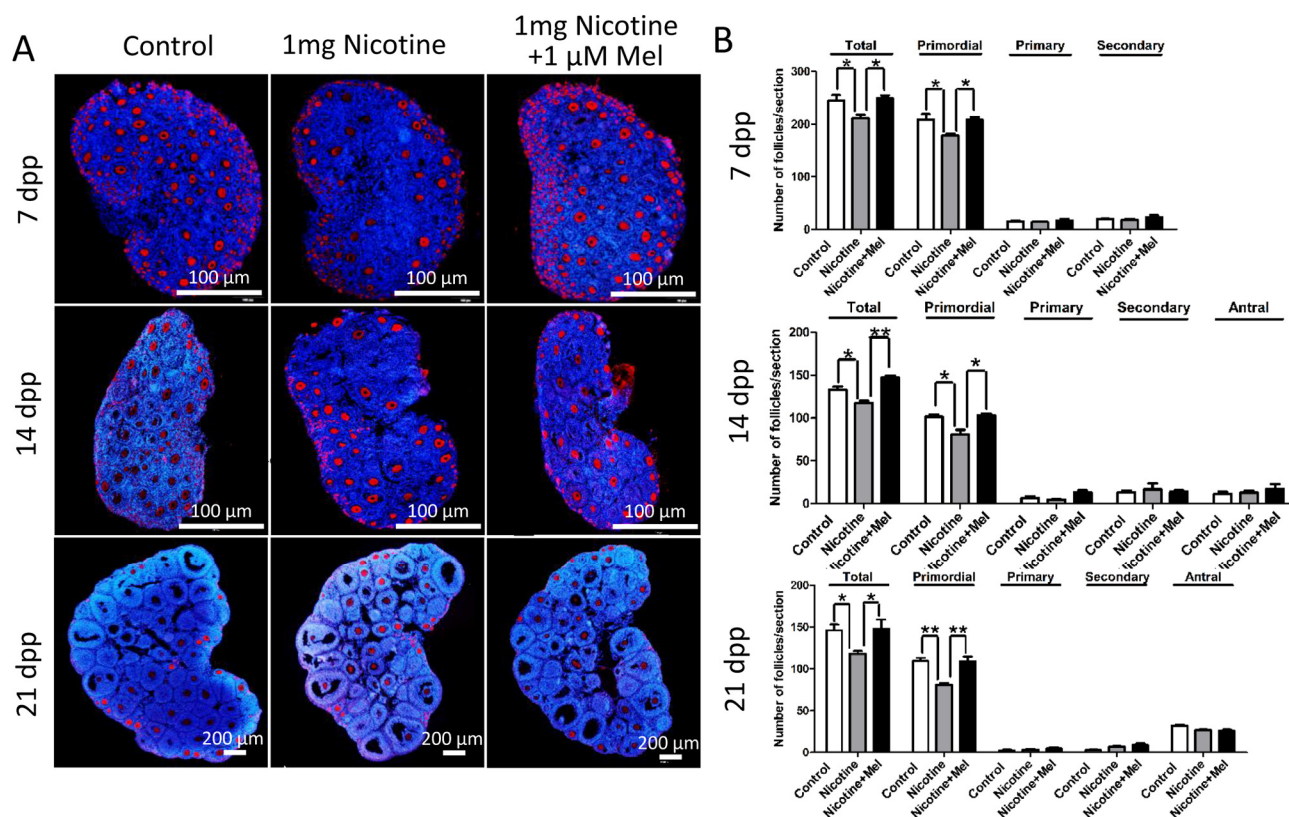 A
Control
1mg Nicotine
1mg Nicotine
+1 μM Mel
7 dpp
100 μm
100 μm
100 μm
14 dpp
100 μm
100 μm
100 μm
21 dpp
200 μm
200 μm
200 μm
B
7 dpp
Total Primordial Primary Secondary
Number of follicles/section
300
200
100
0
* * * *
Control Nicotine Nicotine+Mel Control Nicotine Nicotine+Mel Control Nicotine Nicotine+Mel Control Nicotine Nicotine+Mel
14 dpp
Total Primordial Primary Secondary Antral
Number of follicles/section
200
150
100
50
0
* ** * *
Control Nicotine Nicotine+Mel Control Nicotine Nicotine+Mel Control Nicotine Nicotine+Mel Control Nicotine Nicotine+Mel Control Nicotine Nicotine+Mel
21 dpp
Total Primordial Primary Secondary Antral
Number of follicles/section
200
150
100
50
0
* * ** **
Control Nicotine Nicotine+Mel Control Nicotine Nicotine+Mel Control Nicotine Nicotine+Mel Control Nicotine Nicotine+Mel Control Nicotine Nicotine+Mel